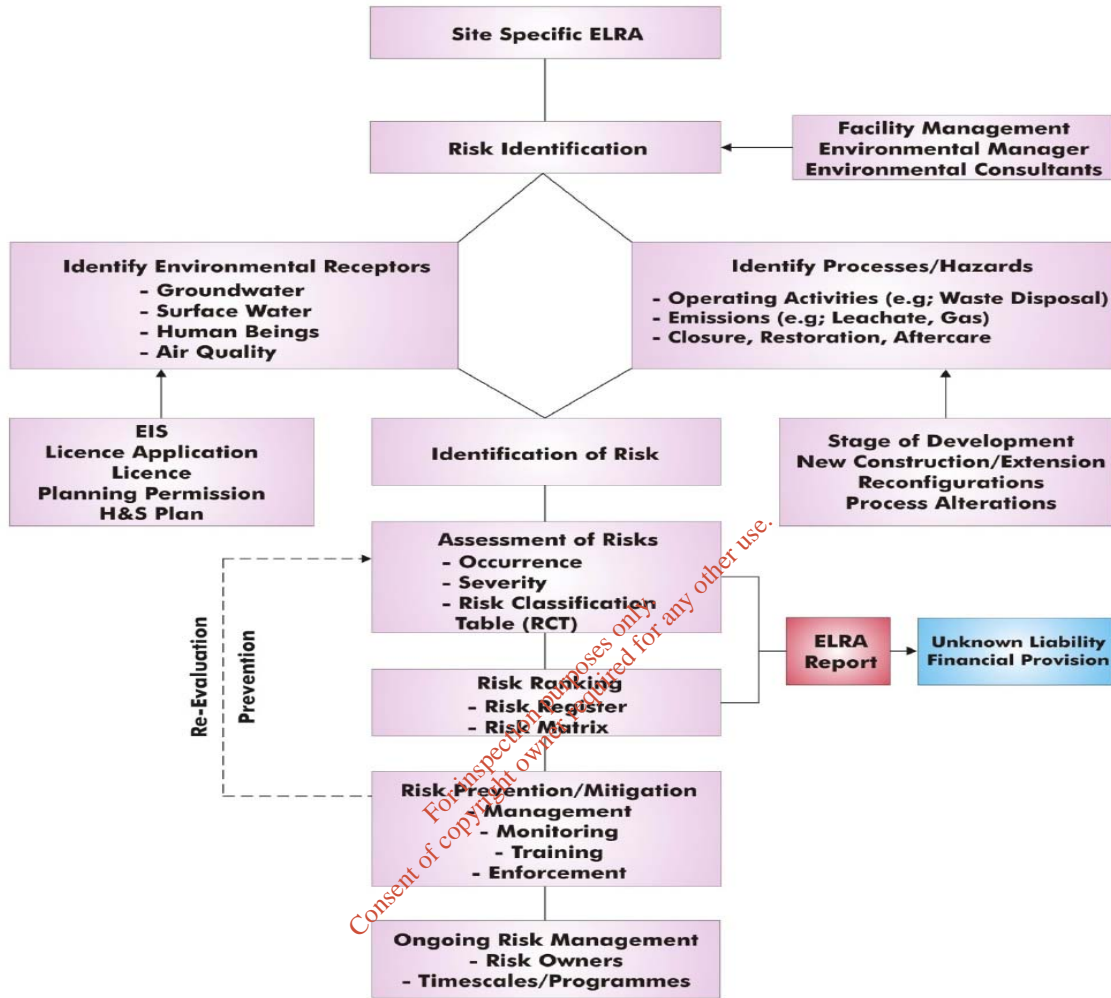 Site Specific ELRA
Risk Identification
Facility Management
Environmental Manager
Environmental Consultants
Identify Environmental Receptors
- Groundwater
- Surface Water
- Human Beings
- Air Quality
Identify Processes/Hazards
- Operating Activities (e.g; Waste Disposal)
- Emissions (e.g; Leachate, Gas)
- Closure, Restoration, Aftercare
EIS
Licence Application
Licence
Planning Permission
H&S Plan
Identification of Risk
Stage of Development
New Construction/Extension
Reconfigurations
Process Alterations
Assessment of Risks
- Occurrence
- Severity
- Risk Classification
Table (RCT)
Re-Evaluation
Prevention
ELRA
Report
Unknown Liability
Financial Provision
Risk Ranking
- Risk Register
- Risk Matrix
Risk Prevention/Mitigation
- Management
- Monitoring
- Training
- Enforcement
Ongoing Risk Management
- Risk Owners
- Timescales/Programmes
For inspection purposes only.
Consent of copyright owner required for any other use.